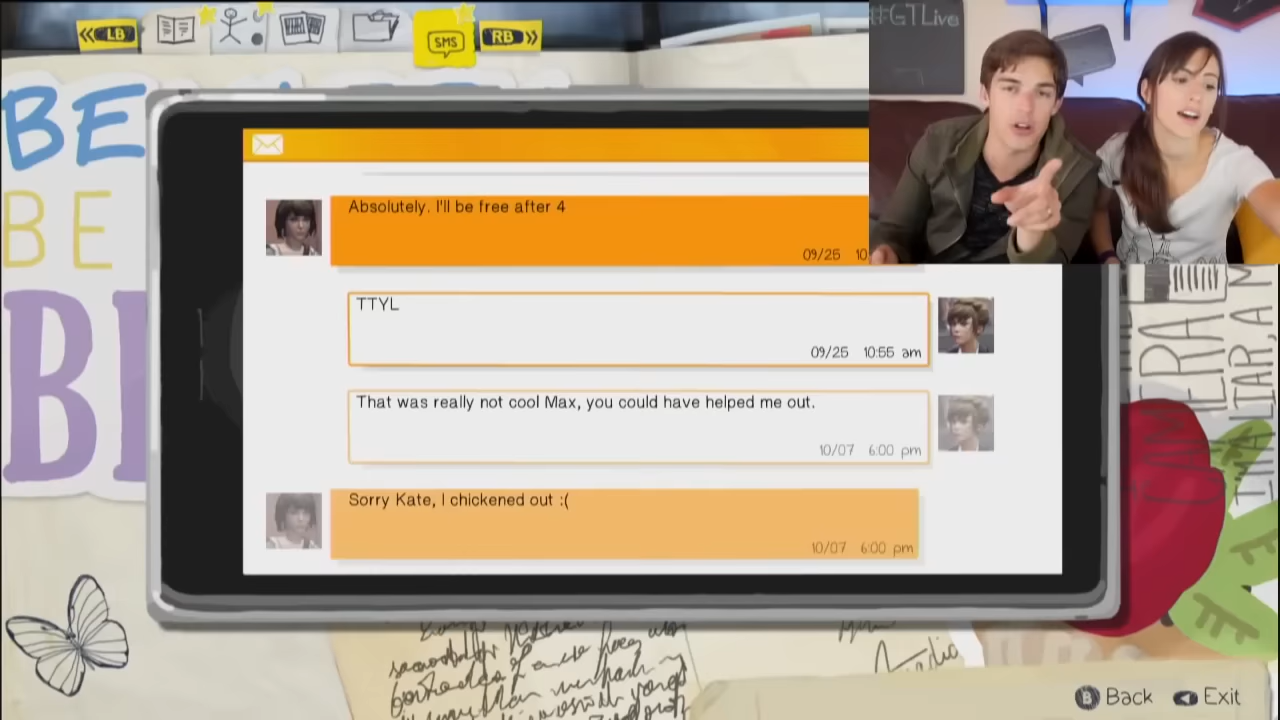 LB
SMS
RB
#GTLive
BE
BE
Absolutely. I'll be free after 4
09/25 10
TTYL
09/25 10:55 am
That was really not cool Max, you could have helped me out.
10/07 6:00 pm
Sorry Kate, I chickened out :(
10/07 6:00 pm
CAMERA
B Back
Exit